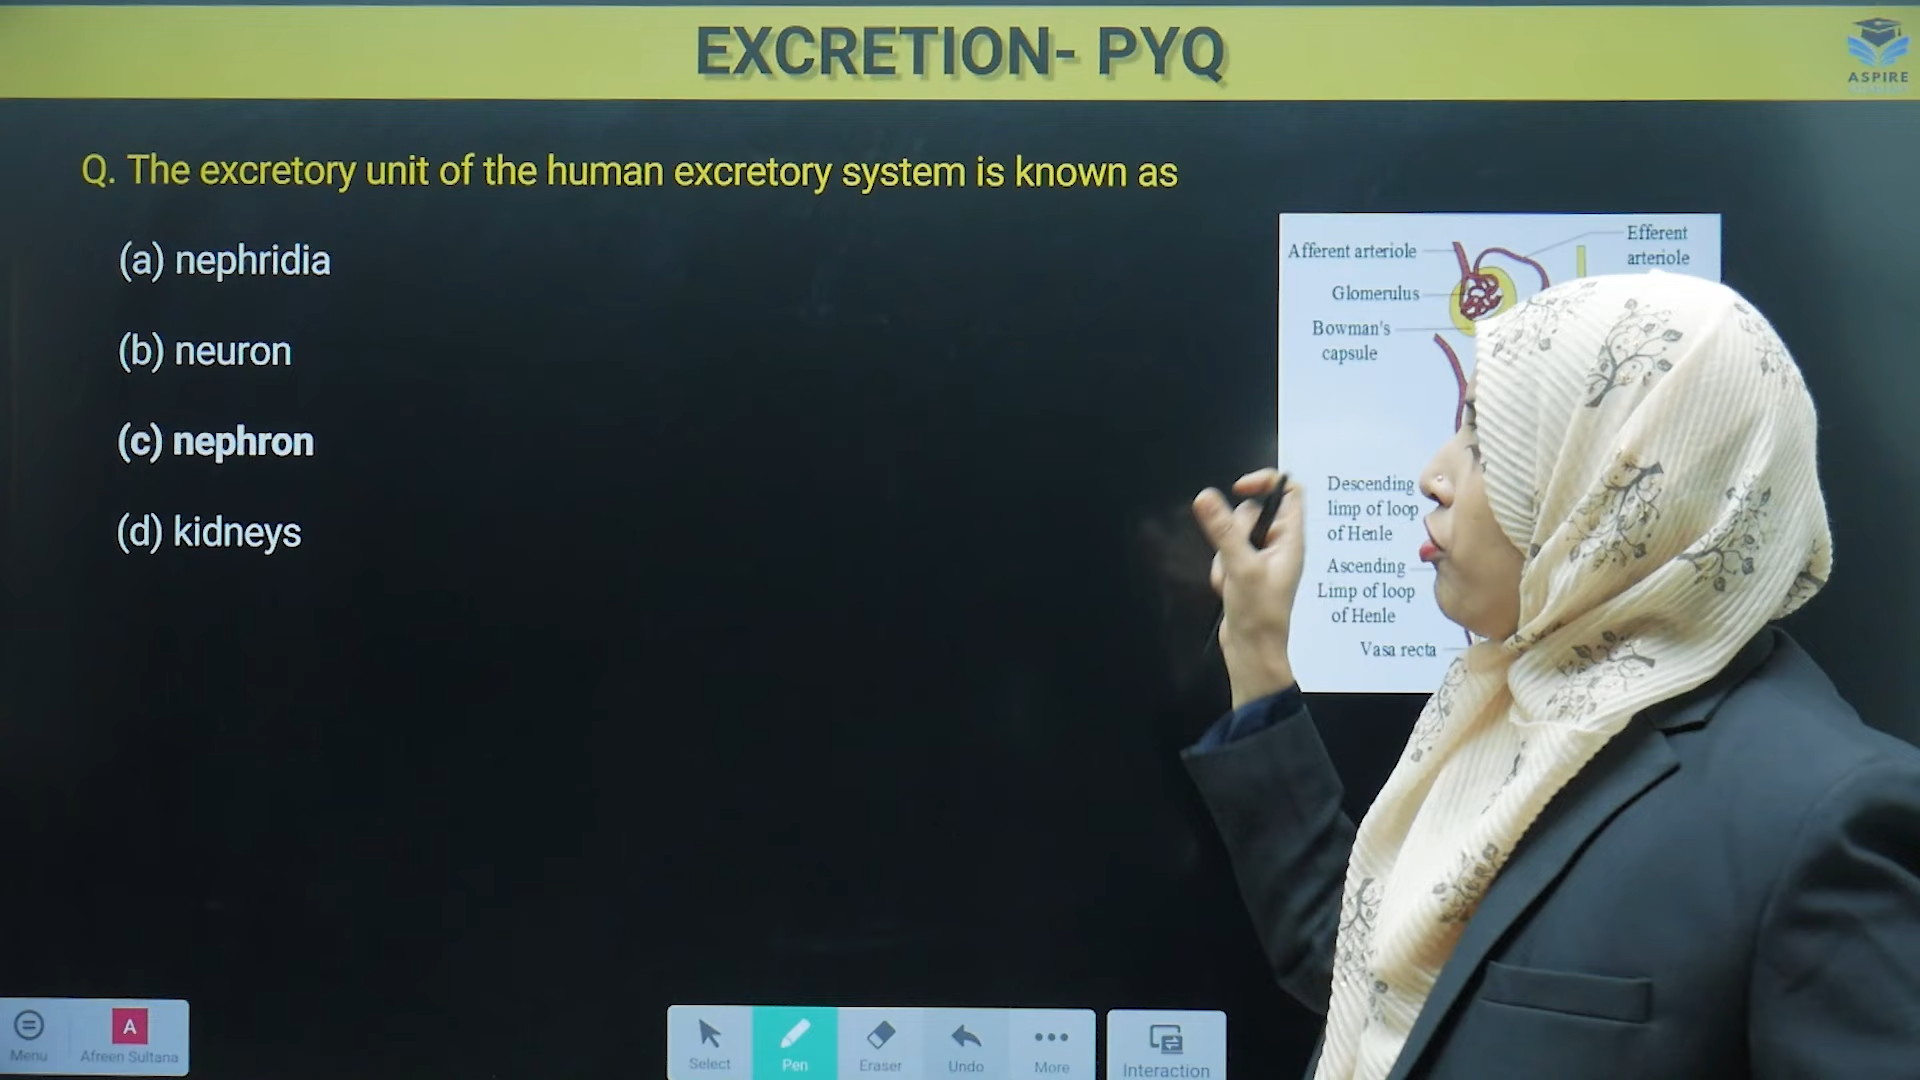 EXCRETION- PYQ
ASPIRE
Q. The excretory unit of the human excretory system is known as
(a) nephridia
(b) neuron
(c) nephron
(d) kidneys
Afferent arteriole
Efferent
arteriole
Glomerulus
Bowman's
capsule
Descending
limp of loop
of Henle
Ascending
Limp of loop
of Henle
Vasa recta
Menu
A
Afreen Sultana
Select
Pen
Eraser
Undo
More
Interaction